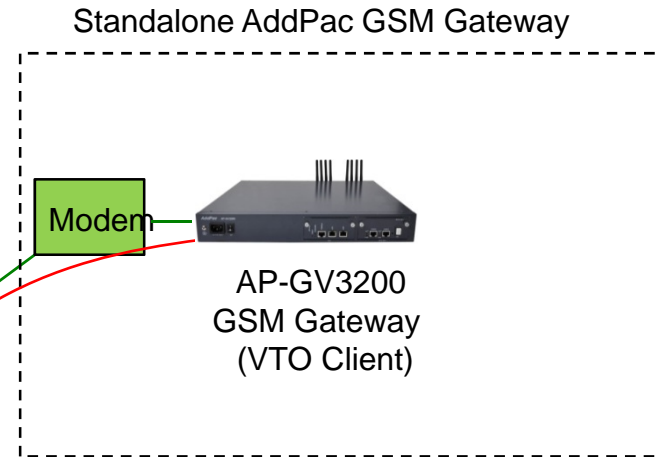 Standalone AddPac GSM Gateway
Modem
AP-GV3200
GSM Gateway
(VTO Client)